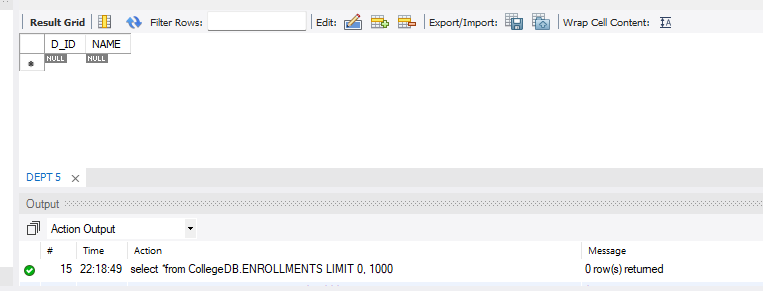 Result Grid Filter Rows: Edit: Export/Import: Wrap Cell Content: IA
D_ID NAME
* NULL NULL
DEPT 5 ×
Output
Action Output
# Time Action Message
15 22:18:49 select *from CollegeDB.ENROLLMENTS LIMIT 0, 1000 0 row(s) returned